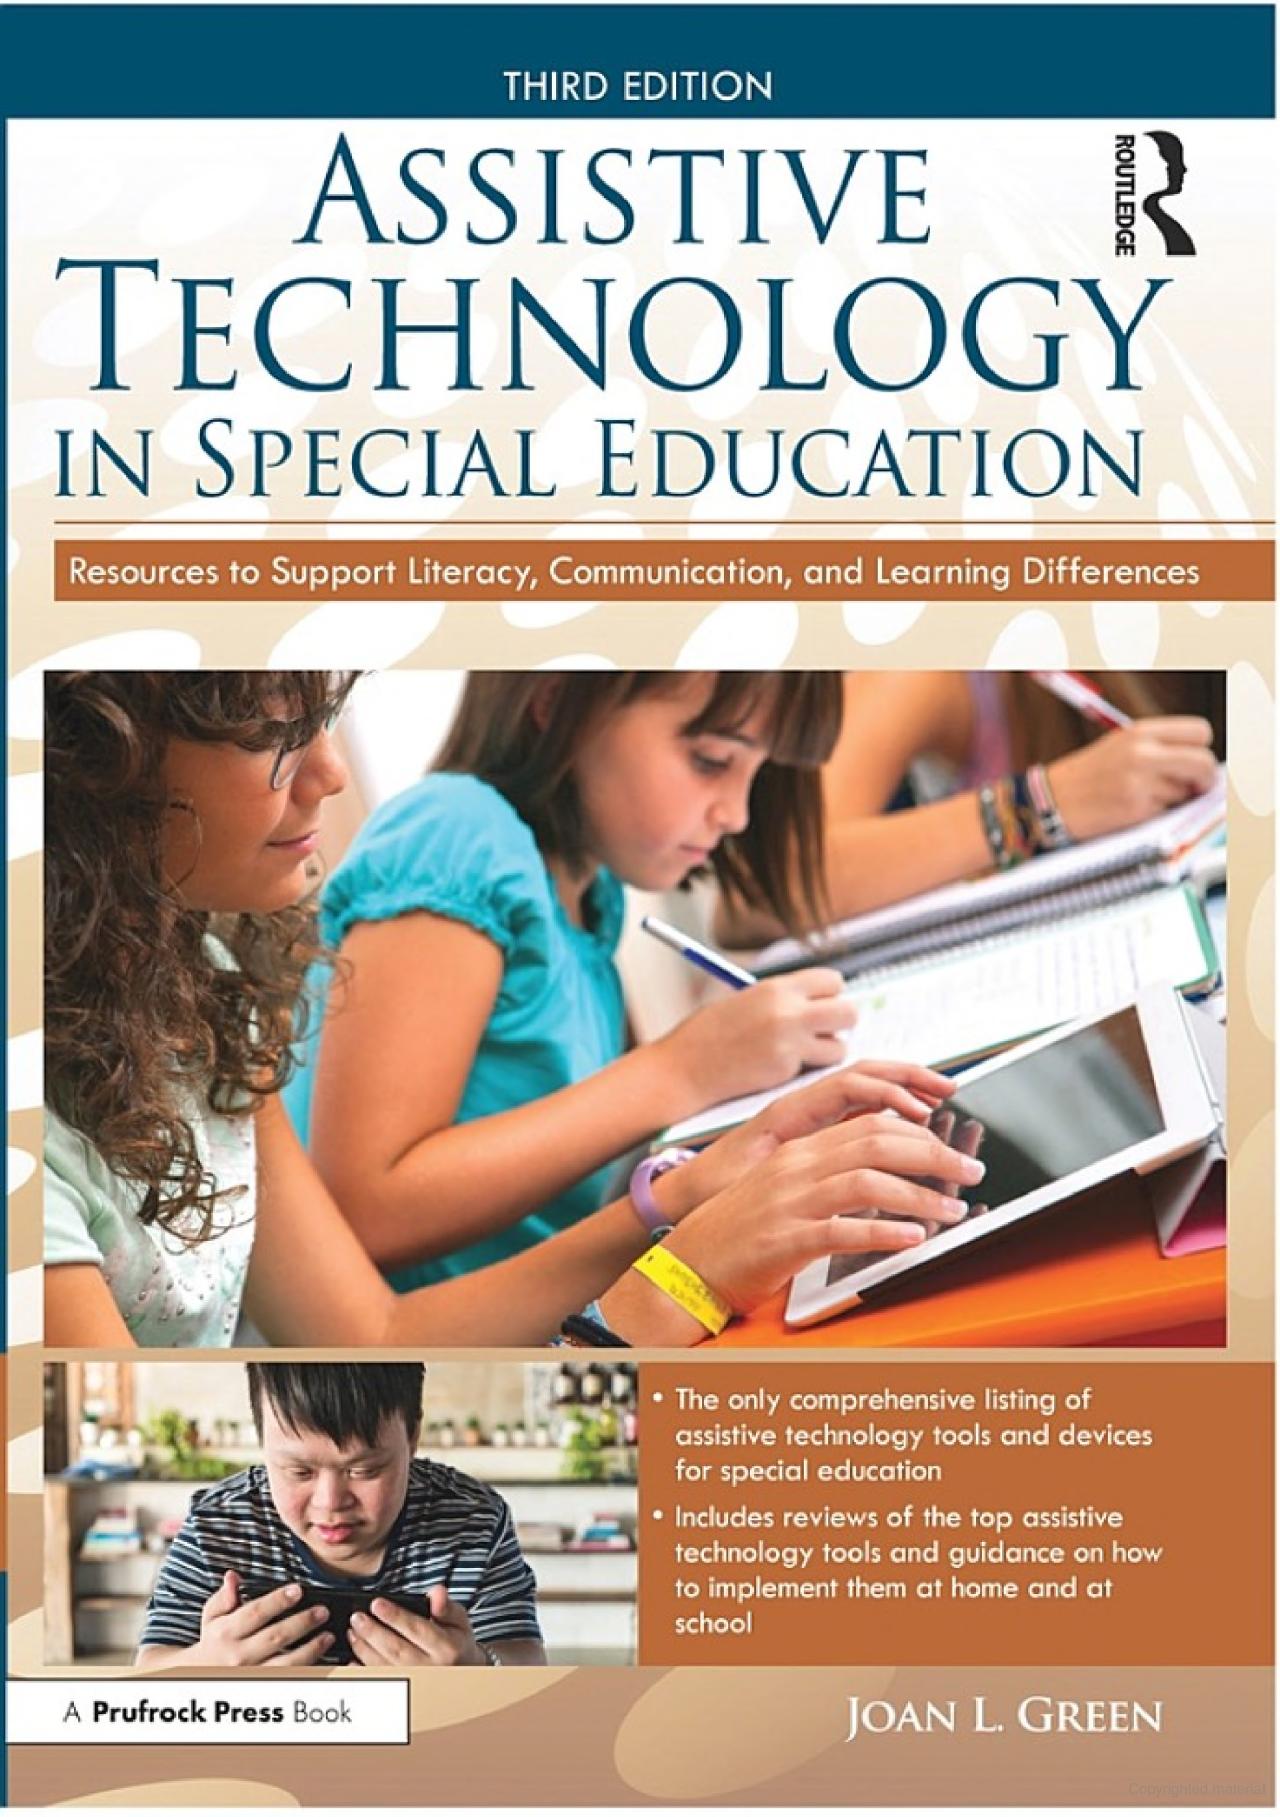 THIRD EDITION
ASSISTIVE
ROUTLEDGE
TECHNOLOGY
IN SPECIAL EDUCATION
Resources to Support Literacy, Communication, and Learning Differences
• The only comprehensive listing of
assistive technology tools and devices
for special education
• Includes reviews of the top assistive
technology tools and guidance on how
to implement them at home and at
school
A Prufrock Press Book
JOAN L. GREEN
Copyrighted material